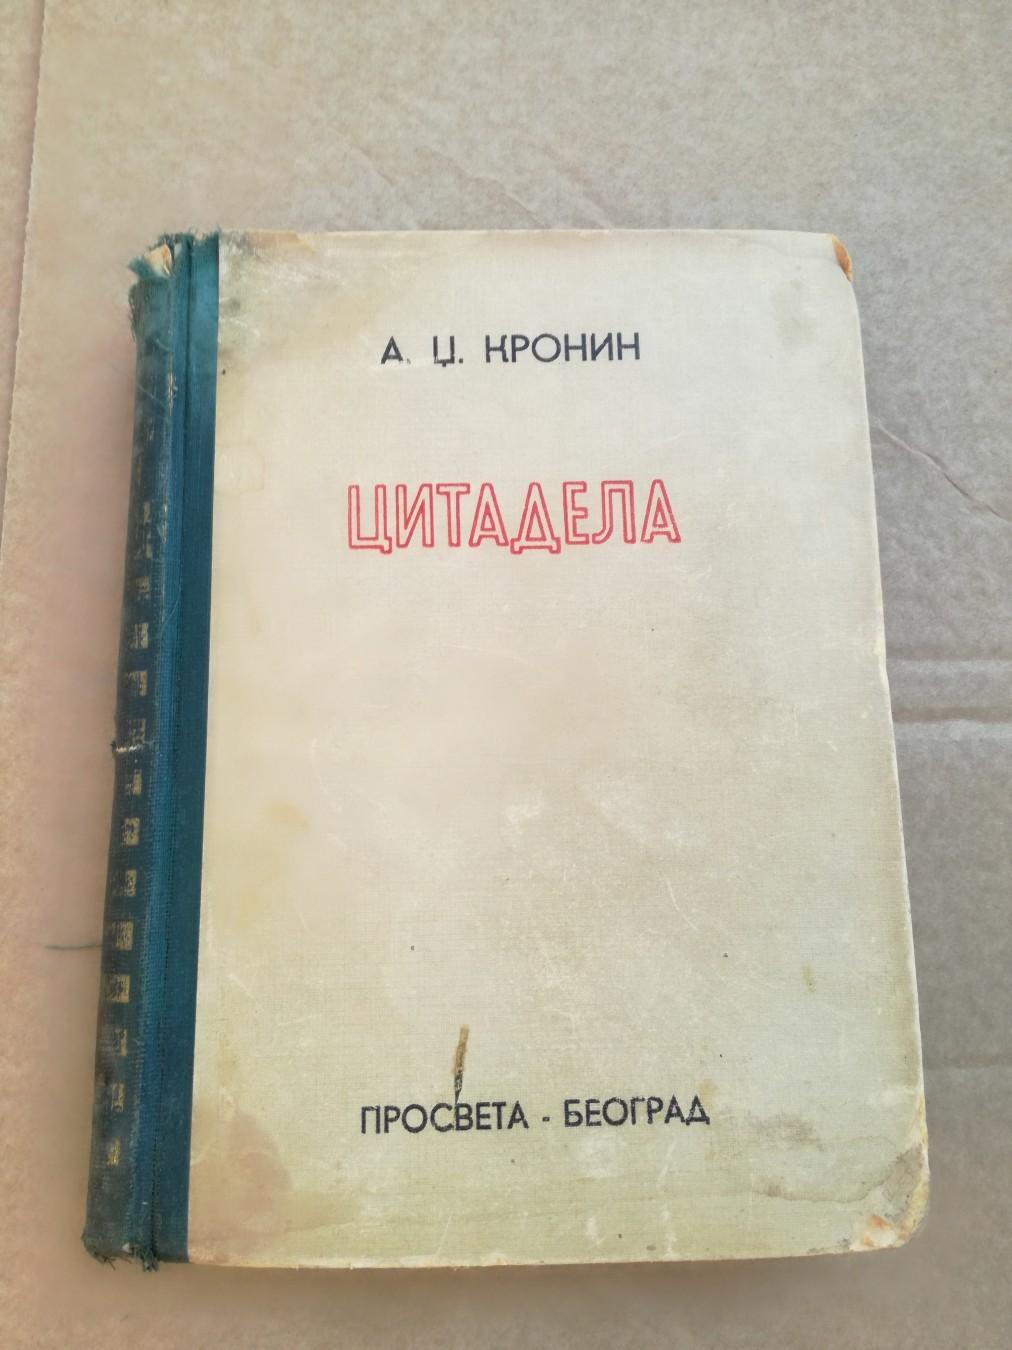 А. Џ. КРОНИН
ЦИТАДЕЛА
ПРОСВЕТА - БЕОГРАД